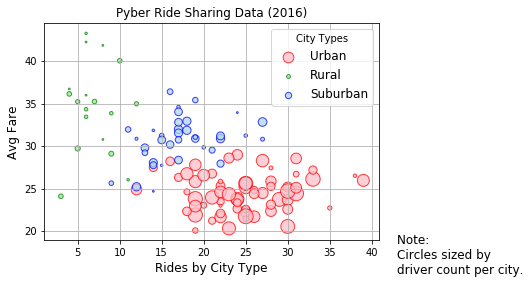 Pyber Ride Sharing Data (2016)
City Types
Urban
Rural
Suburban
Avg Fare
40
35
30
25
20
5
10
15
20
25
30
35
40
Rides by City Type
Note:
Circles sized by
driver count per city.